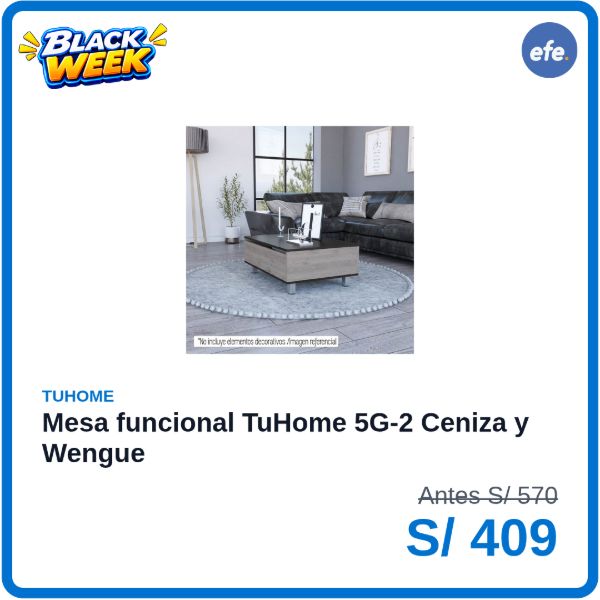 BLACK
WEEK
efe.
*No incluye elementos decorativos /Imagen referencial
TUHOME
Mesa funcional TuHome 5G-2 Ceniza y
Wengue
Antes S/ 570
S/ 409